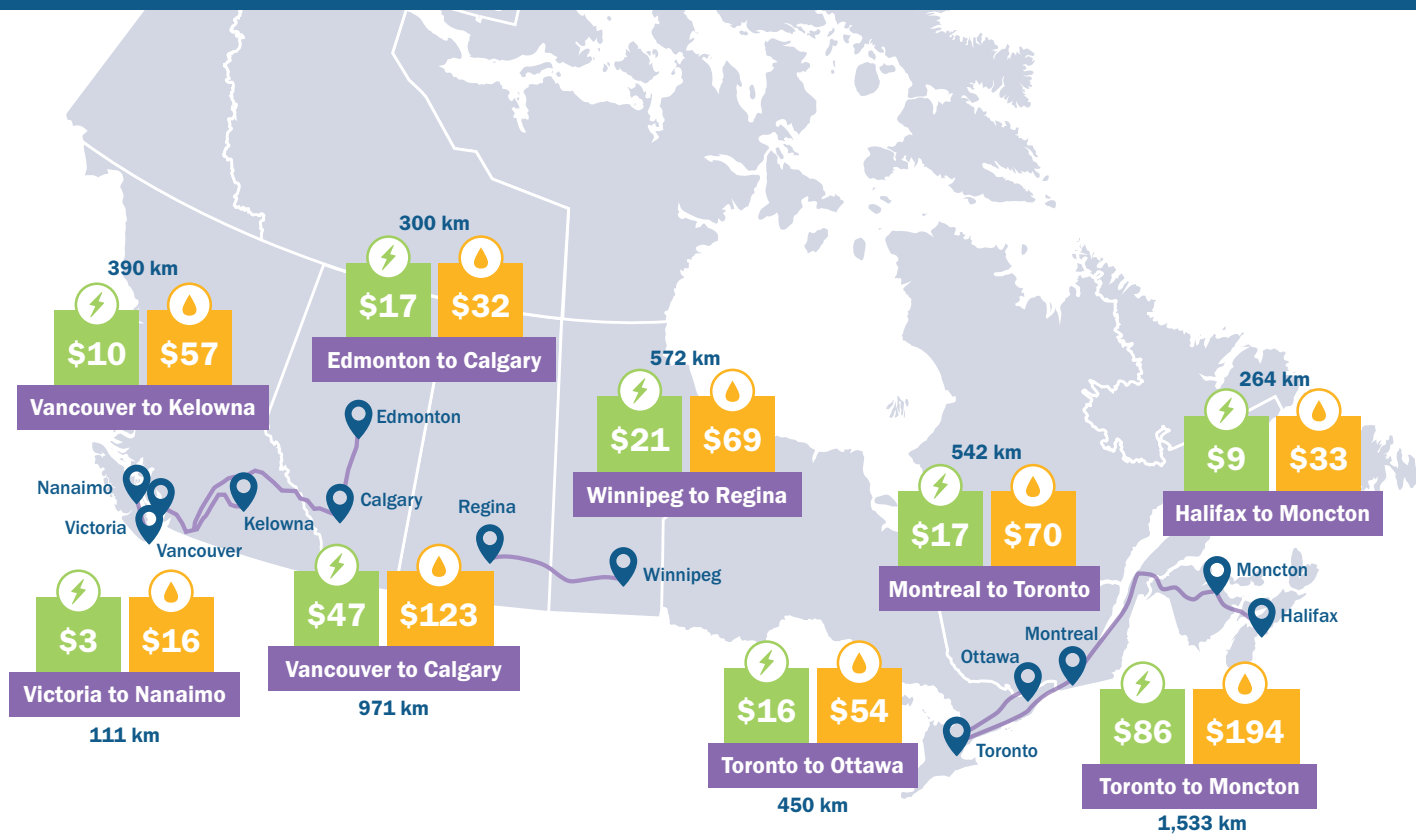 300 km
$17 $32
Edmonton to Calgary
390 km
$10 $57
Vancouver to Kelowna
572 km
$21 $69
Winnipeg to Regina
264 km
$9 $33
Halifax to Moncton
542 km
$17 $70
Montreal to Toronto
Edmonton
Nanaimo
Calgary
Victoria
Kelowna
Vancouver
Regina
Winnipeg
Moncton
Halifax
Montreal
Ottawa
Toronto
$3 $16
Victoria to Nanaimo
111 km
$47 $123
Vancouver to Calgary
971 km
$16 $54
Toronto to Ottawa
450 km
$86 $194
Toronto to Moncton
1,533 km